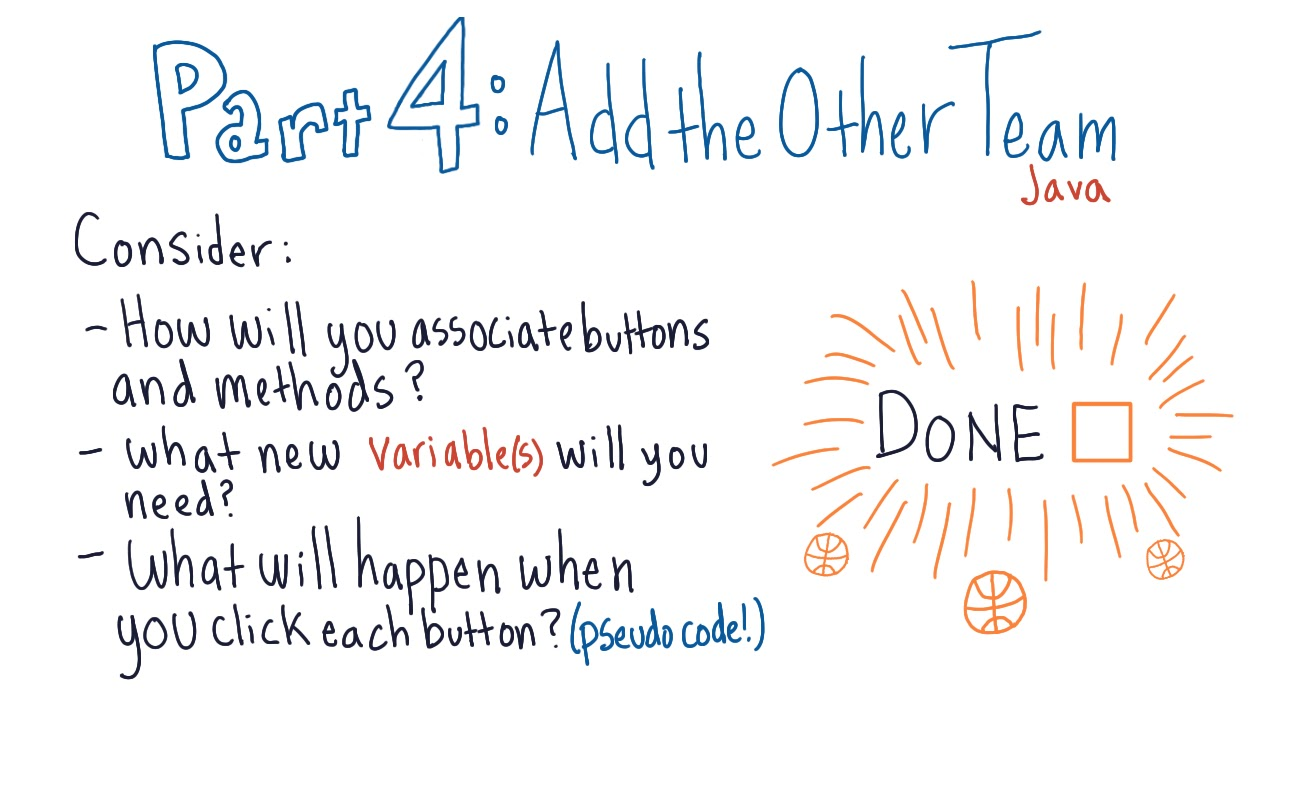 Part 4: Add the Other Team
Java
Consider:
- How will you associate buttons
and methods?
- what new variable(s) will you
need?
- What will happen when
you click each button? (pseudo code!)
DONE